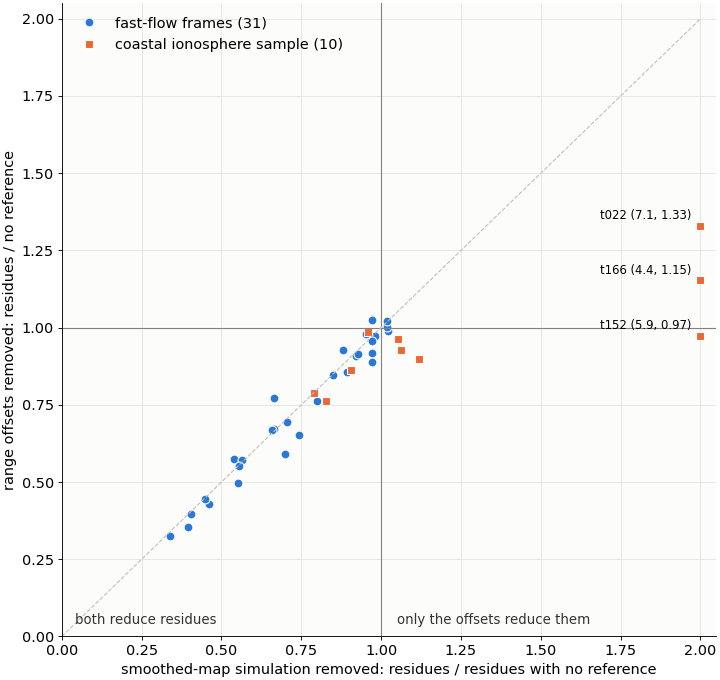 2.00
1.75
1.50
1.25
1.00
0.75
0.50
0.25
0.00
range offsets removed: residues / no reference
fast-flow frames (31)
coastal ionosphere sample (10)
t022 (7.1, 1.33)
t166 (4.4, 1.15)
t152 (5.9, 0.97)
both reduce residues
only the offsets reduce them
0.00 0.25 0.50 0.75 1.00 1.25 1.50 1.75 2.00
smoothed-map simulation removed: residues / residues with no reference